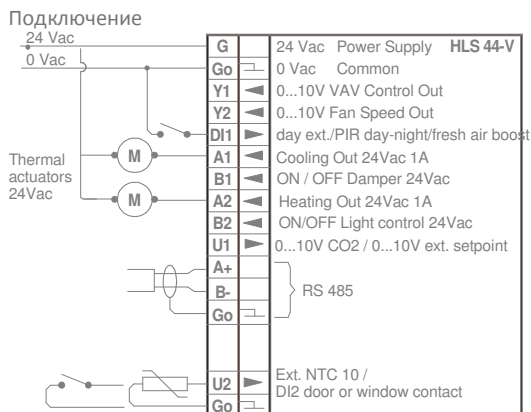 Подключение
24 Vac
G 24 Vac Power Supply HLS 44-V
0 Vac
Go 0 Vac Common
Y1 0...10V VAV Control Out
Y2 0...10V Fan Speed Out
DI1 day ext./PIR day-night/fresh air boost
Thermal
actuators
24Vac
M
A1 Cooling Out 24Vac 1A
B1 ON / OFF Damper 24Vac
M
A2 Heating Out 24Vac 1A
B2 ON/OFF Light control 24Vac
U1 0...10V CO2 / 0...10V ext. setpoint
A+
B- RS 485
Go
U2 Ext. NTC 10 /
DI2 door or window contact
Go